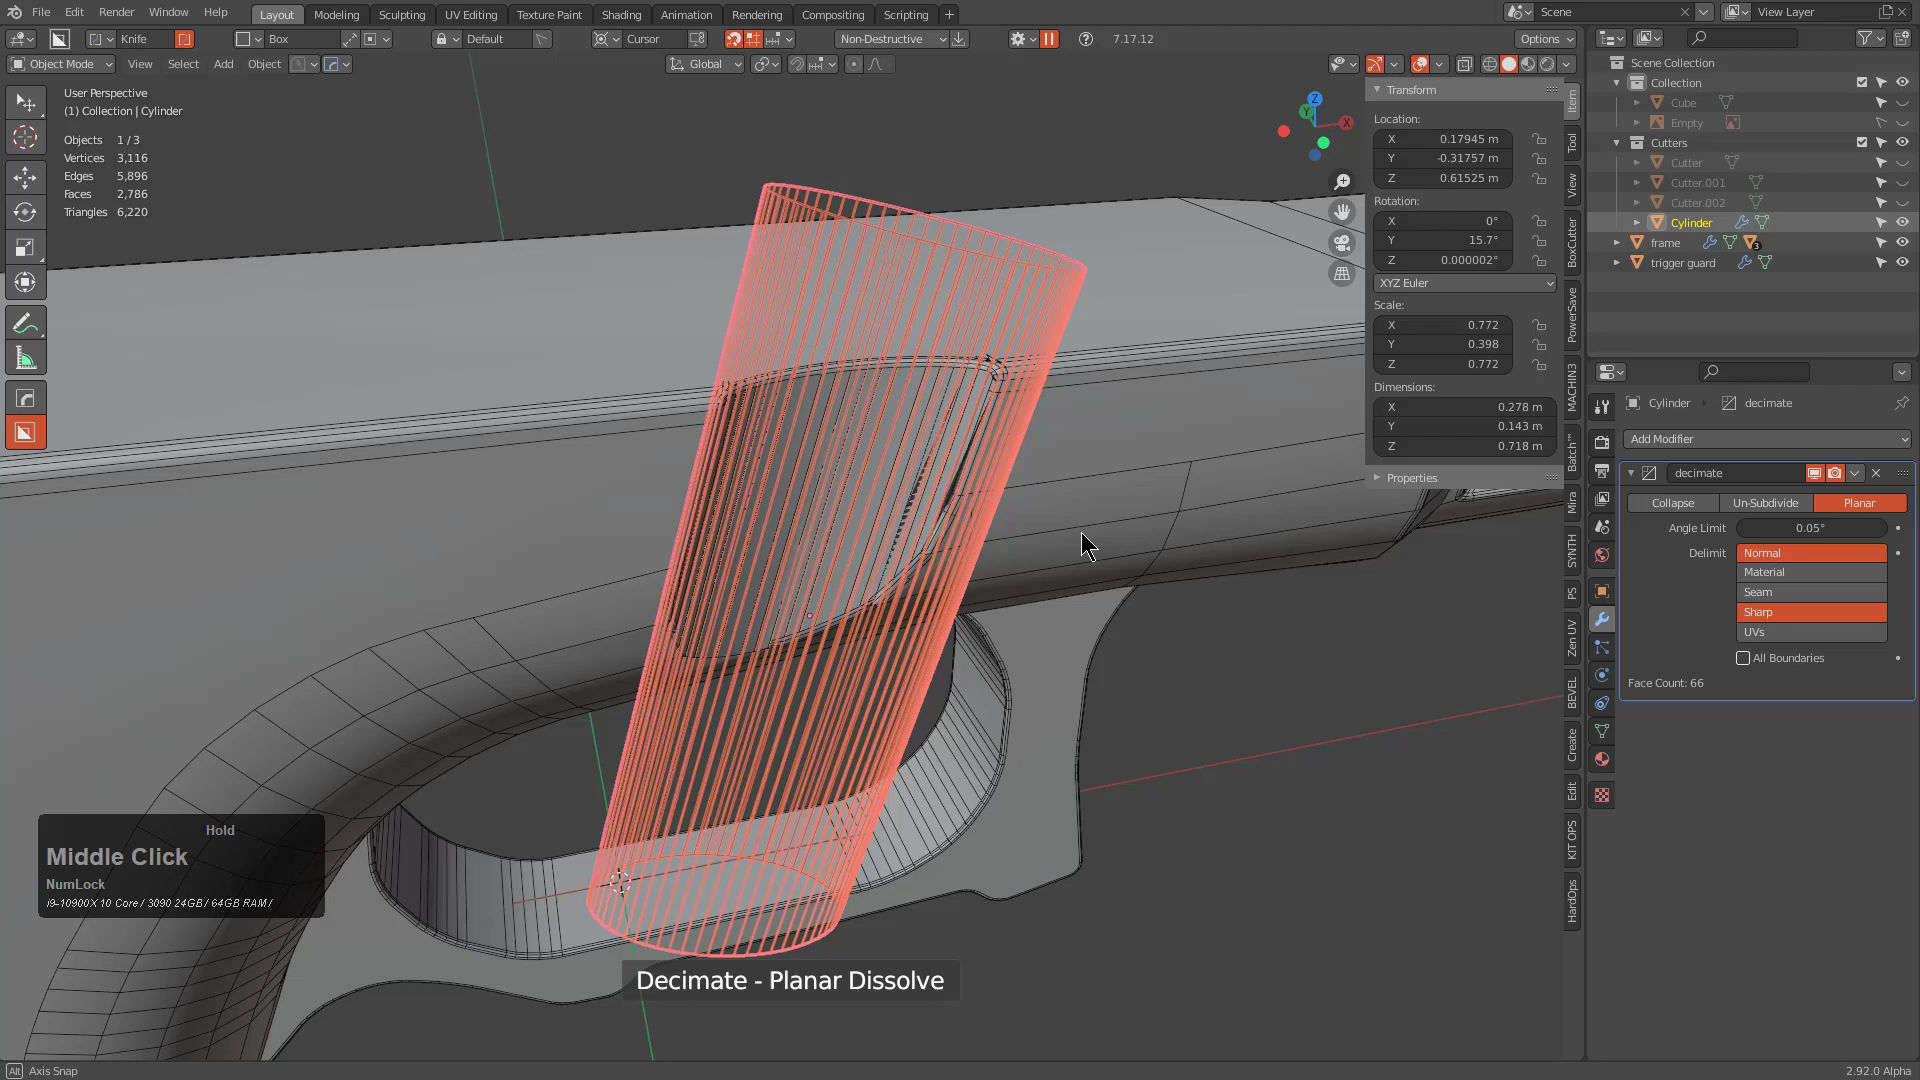 File Edit Render Window Help Layout Modeling Sculpting UV Editing Texture Paint Shading Animation Rendering Compositing Scripting + Scene View Layer
Knife Box Default Cursor Non-Destructive 7.17.12 Options
Object Mode View Select Add Object Global
User Perspective
(1) Collection | Cylinder
Objects 1 / 3
Vertices 3,116
Edges 5,896
Faces 2,786
Triangles 6,220
Z
Y
X
Transform
Location:
X 0.17945 m
Y -0.31757 m
Z 0.61525 m
Rotation:
X 0°
Y 15.7°
Z 0.000002°
XYZ Euler
Scale:
X 0.772
Y 0.398
Z 0.772
Dimensions:
X 0.278 m
Y 0.143 m
Z 0.718 m
Properties
Item
Tool
View
BoxCutter
PowerSave
MACHIN3
Batch™
Mira
SYNTH
PS
Zen UV
BEVEL
Create
Edit
KIT OPS
HardOps
Scene Collection
Collection
Cube
Empty
Cutters
Cutter
Cutter.001
Cutter.002
Cylinder
frame 3
trigger guard
Cylinder decimate
Add Modifier
decimate
Collapse Un-Subdivide Planar
Angle Limit 0.05°
Delimit Normal
Material
Seam
Sharp
UVs
All Boundaries
Face Count: 66
Hold
Middle Click
NumLock
i9-10900X 10 Core / 3090 24GB / 64GB RAM /
Decimate - Planar Dissolve
Alt Axis Snap
2.92.0 Alpha